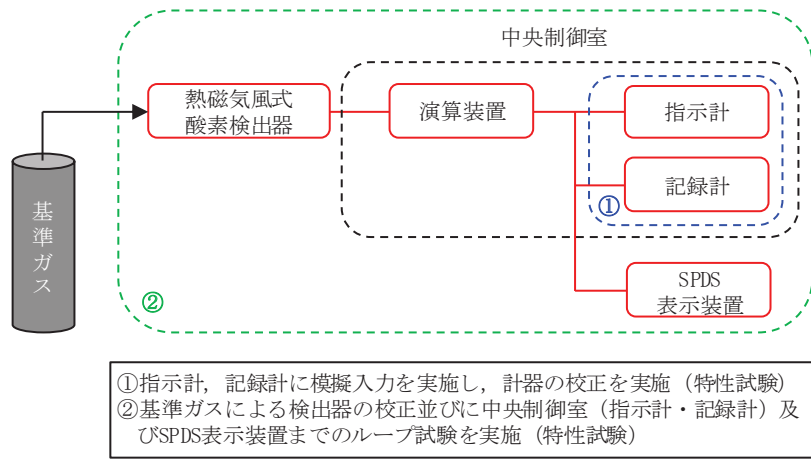 中央制御室
熱磁気風式
酸素検出器
演算装置
指示計
記録計
①
基準ガス
②
SPDS
表示装置
①指示計，記録計に模擬入力を実施し，計器の校正を実施（特性試験）
②基準ガスによる検出器の校正並びに中央制御室（指示計・記録計）及
びSPDS表示装置までのループ試験を実施（特性試験）